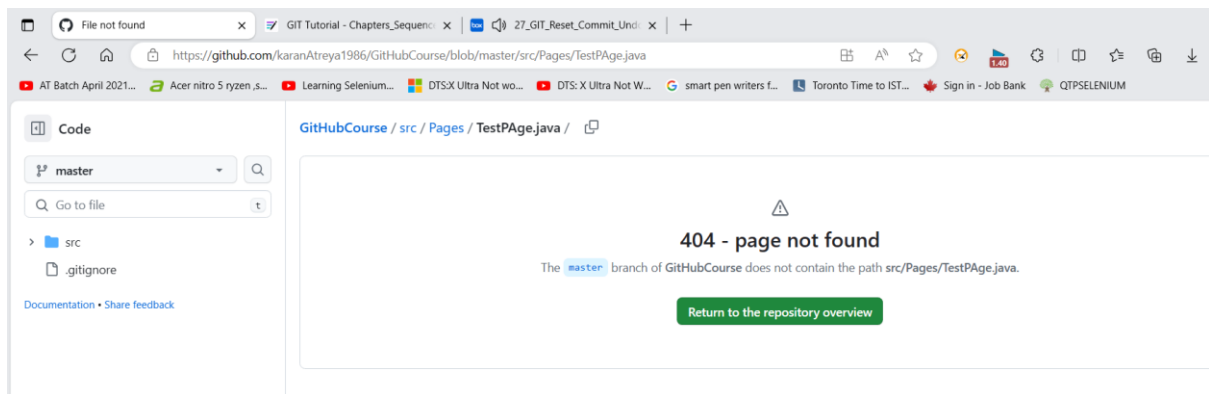 File not found
GIT Tutorial - Chapters_Sequenc
box
27_GIT_Reset_Commit_Und
https://github.com/karanAtreya1986/GitHubCourse/blob/master/src/Pages/TestPAge.java
1.40
AT Batch April 2021...
Acer nitro 5 ryzen ,s...
Learning Selenium...
DTS:X Ultra Not wo...
DTS: X Ultra Not W...
smart pen writers f...
Toronto Time to IST...
Sign in - Job Bank
QTPSELENIUM
Code
GitHubCourse / src / Pages / TestPAge.java /
master
Go to file
t
src
.gitignore
Documentation • Share feedback
404 - page not found
The master branch of GitHubCourse does not contain the path src/Pages/TestPAge.java.
Return to the repository overview